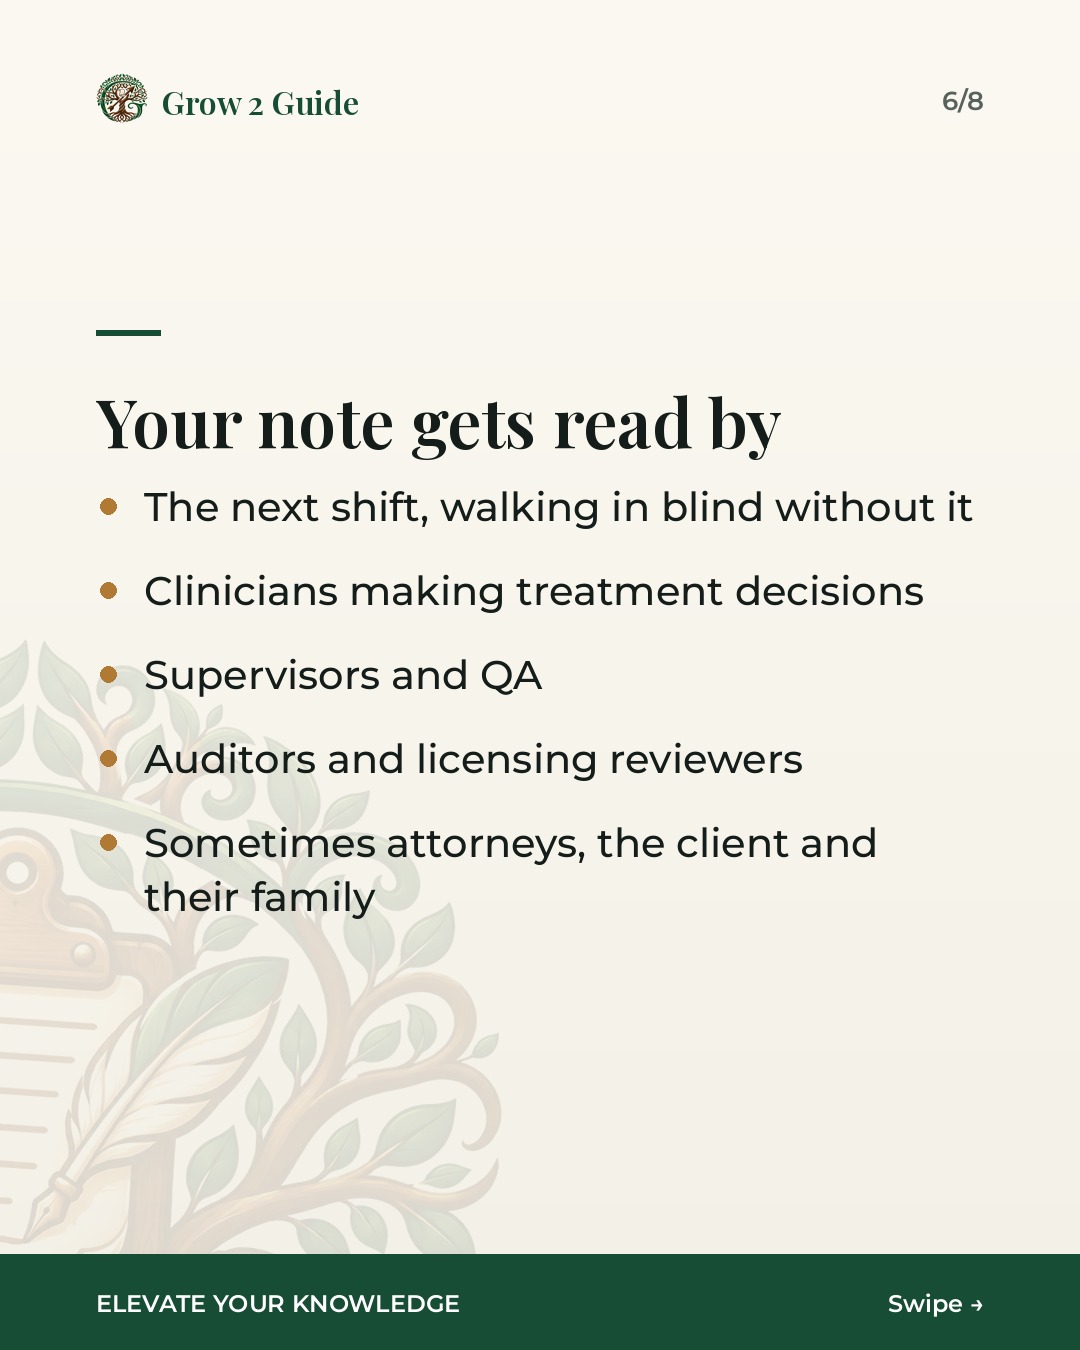 Grow 2 Guide
6/8
Your note gets read by
The next shift, walking in blind without it
Clinicians making treatment decisions
Supervisors and QA
Auditors and licensing reviewers
Sometimes attorneys, the client and
their family
ELEVATE YOUR KNOWLEDGE
Swipe →